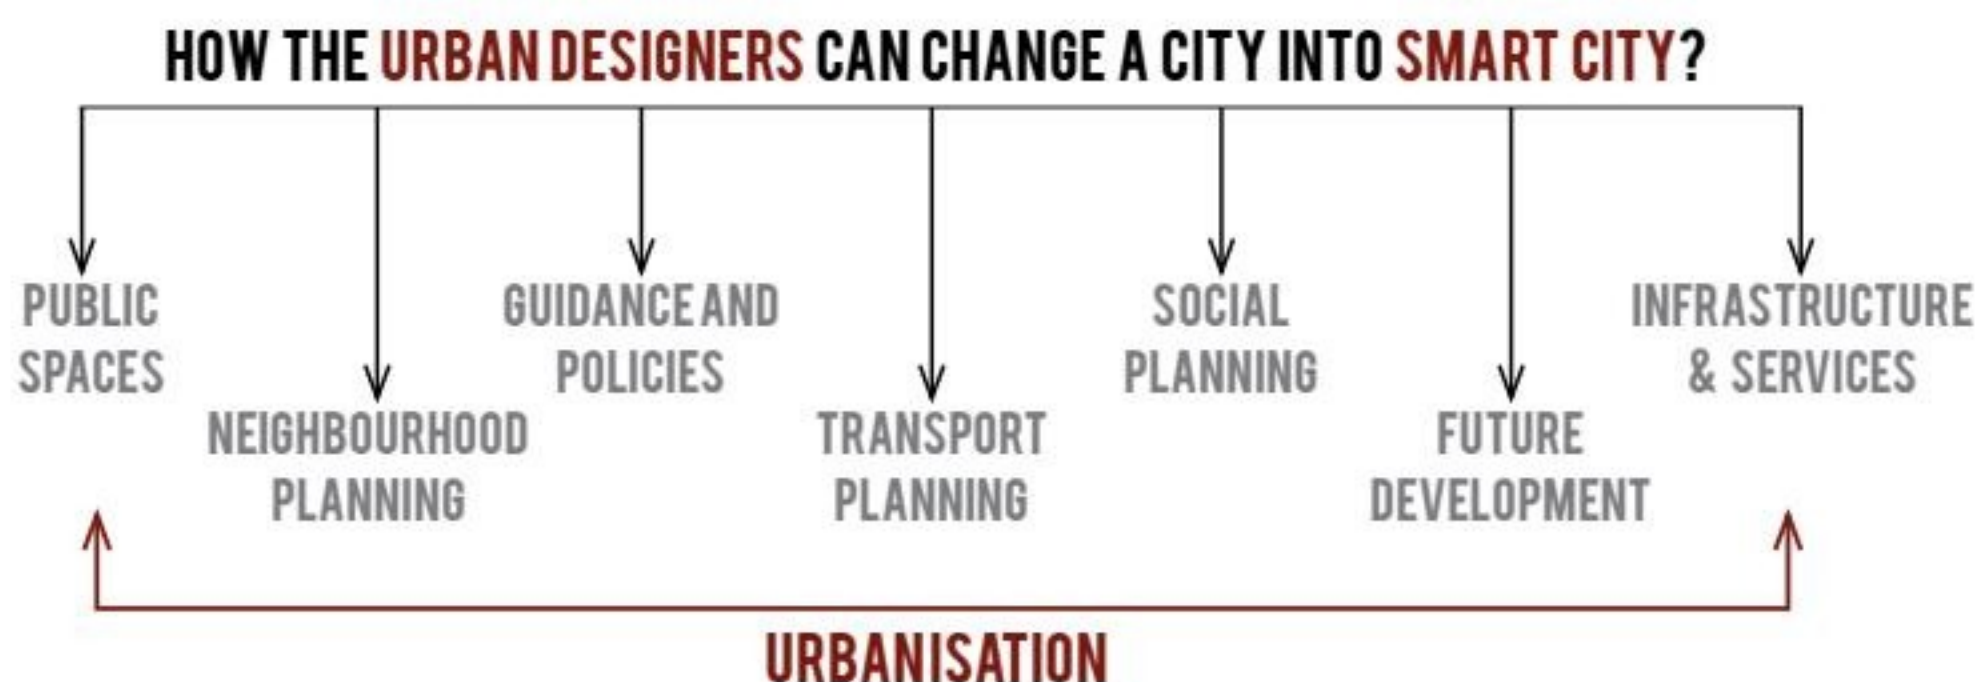 HOW THE URBAN DESIGNERS CAN CHANGE A CITY INTO SMART CITY?
PUBLIC
SPACES
NEIGHBOURHOOD
PLANNING
GUIDANCE AND
POLICIES
TRANSPORT
PLANNING
SOCIAL
PLANNING
FUTURE
DEVELOPMENT
INFRASTRUCTURE
& SERVICES
URBANISATION